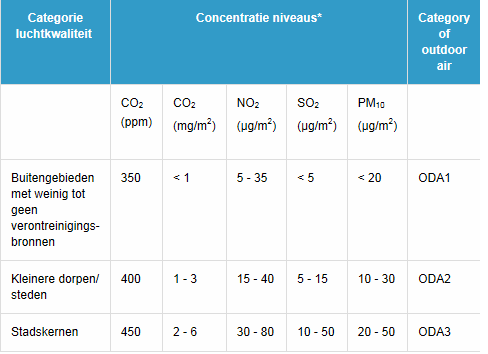 Categorie luchtkwaliteit
Concentratie niveaus*
Category of outdoor air
CO₂ (ppm)
CO₂ (mg/m²)
NO₂ (µg/m²)
SO₂ (µg/m²)
PM₁₀ (µg/m²)
Buitengebieden met weinig tot geen verontreinigings-bronnen
350
< 1
5 - 35
< 5
< 20
ODA1
Kleinere dorpen/ steden
400
1 - 3
15 - 40
5 - 15
10 - 30
ODA2
Stadskernen
450
2 - 6
30 - 80
10 - 50
20 - 50
ODA3